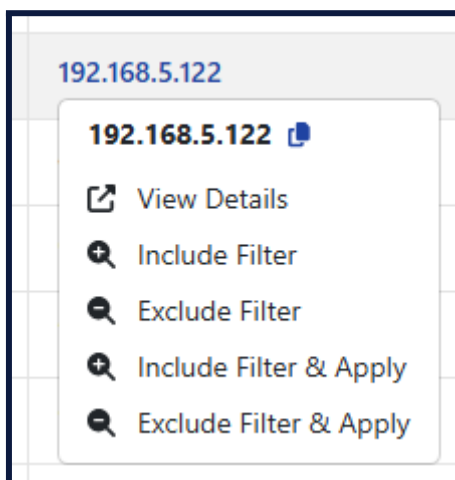 192.168.5.122
192.168.5.122
View Details
Include Filter
Exclude Filter
Include Filter & Apply
Exclude Filter & Apply